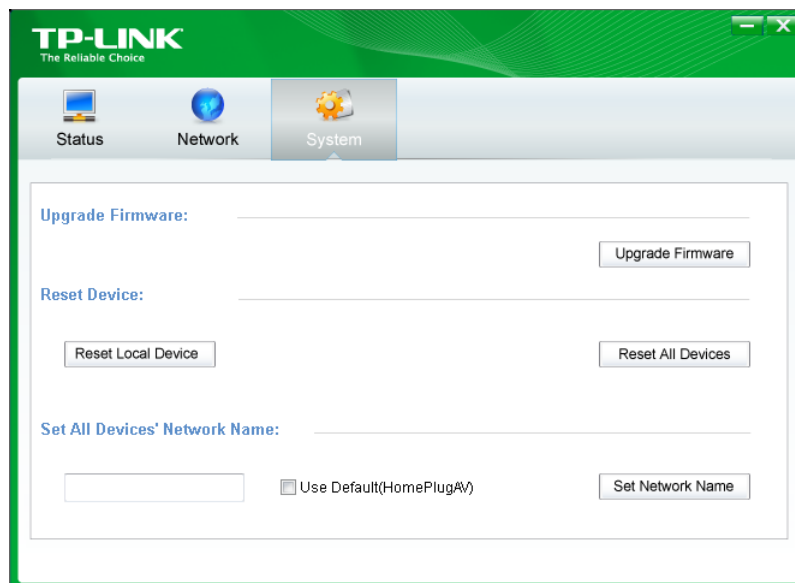 TP-LINK
The Reliable Choice
Status Network System
Upgrade Firmware:
Upgrade Firmware
Reset Device:
Reset Local Device Reset All Devices
Set All Devices' Network Name:
Use Default(HomePlugAV) Set Network Name